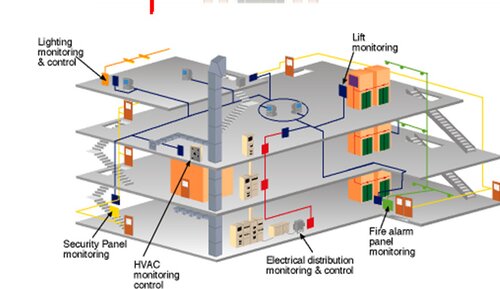 Lighting
monitoring
& control
Lift
monitoring
Security Panel
monitoring
HVAC
monitoring
control
Electrical distribution
monitoring & control
Fire alarm
panel
monitoring